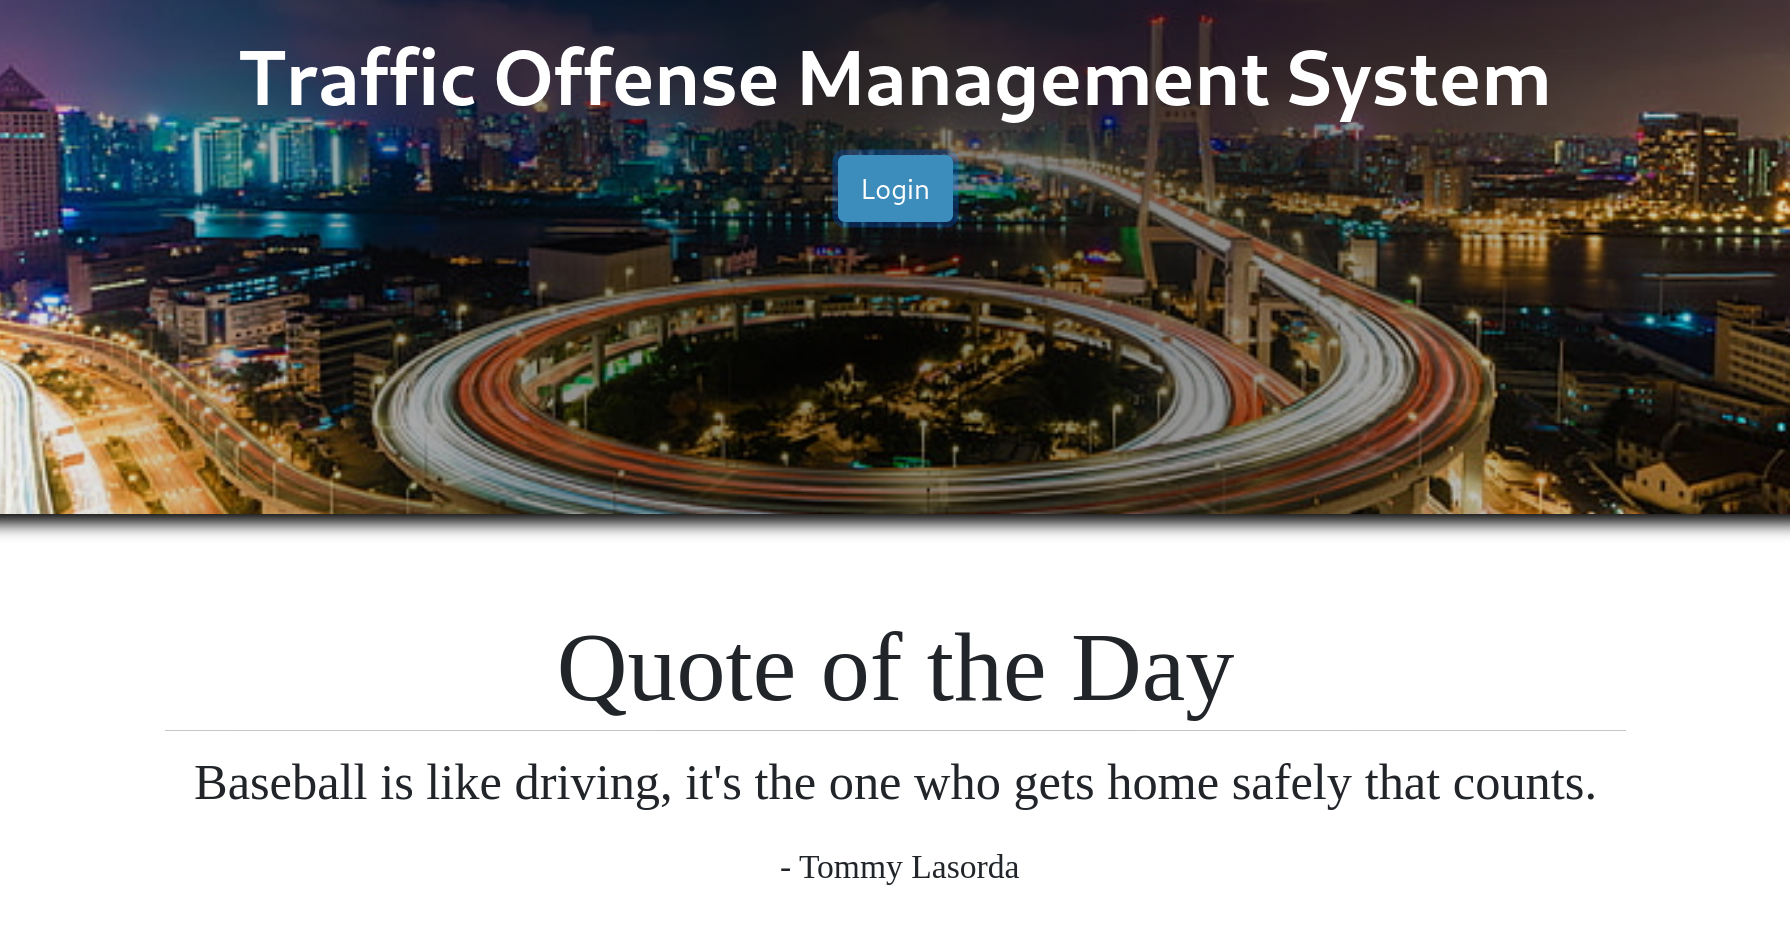 Traffic Offense Management System
Login
Quote of the Day
Baseball is like driving, it's the one who gets home safely that counts.
- Tommy Lasorda